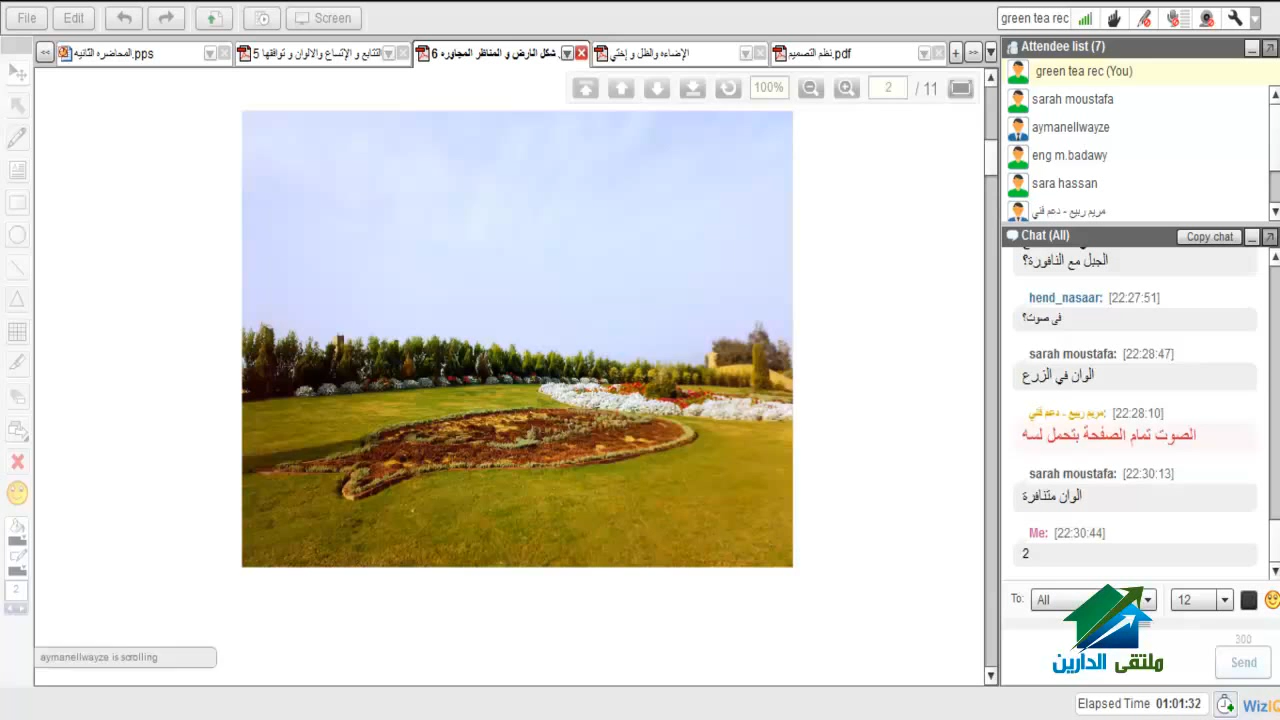 File
Edit
Screen
green tea rec
المحاضره الثانيه.pps
التتابع و الإتساع والالوان و توافقها 5
شكل الارض و المناظر المجاوره 6
الإضاءه والظل و إختي
نظم التصميم.pdf
100%
2
/ 11
Attendee list (7)
green tea rec (You)
sarah moustafa
aymanellwayze
eng m.badawy
sara hassan
مريم ربيع - دعم فني
Chat (All)
Copy chat
الجبل مع النافورة؟
hend_nasaar: [22:27:51]
فى صوت؟
sarah moustafa: [22:28:47]
الوان في الزرع
مريم ربيع - دعم فني: [22:28:10]
الصوت تمام الصفحة بتحمل لسه
sarah moustafa: [22:30:13]
الوان متنافرة
Me: [22:30:44]
2
To:
All
12
ملتقى الدارين
300
Send
2
aymanellwayze is scrolling
Elapsed Time 01:01:32
WizIQ